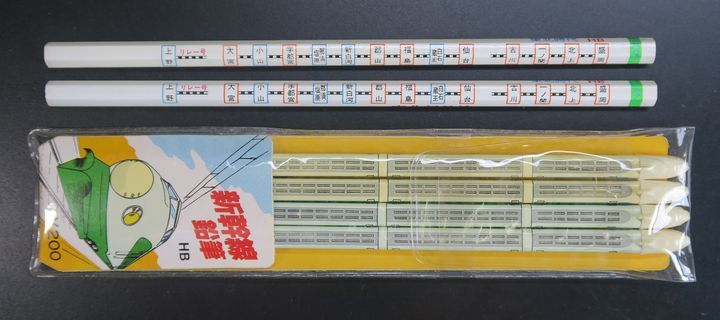 上野 リレー号 大宮 小山 宇都宮 那須塩原 新白河 郡山 福島 白石蔵王 仙台 古川 一ノ関 北上 盛岡 HB
上野 リレー号 大宮 小山 宇都宮 那須塩原 新白河 郡山 福島 白石蔵王 仙台 古川 一ノ関 北上 盛岡
新幹線
鉛筆
HB
200